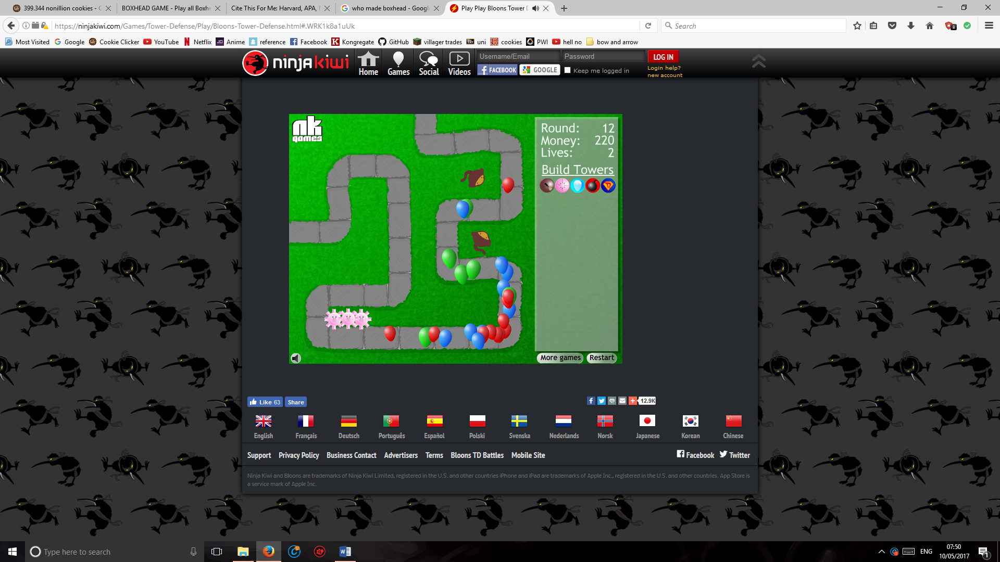 399.344 nonillion cookies - C
BOXHEAD GAME - Play all Boxhe
Cite This For Me: Harvard, APA,
who made boxhead - Googl
Play Play Bloons Tower D
https://ninjakiwi.com/Games/Tower-Defense/Play/Bloons-Tower-Defense.html#.WRK1k8a1uUk
Search
Most Visited Google Cookie Clicker YouTube Netflix Anime reference Facebook Kongregate GitHub villager trades uni cookies PWI hell no bow and arrow
ninjakiwi
Home Games Social Videos
Username/Email Password LOG IN
FACEBOOK GOOGLE Keep me logged in
Login help?
new account
nk
games
Round: 12
Money: 220
Lives: 2
Build Towers
More games Restart
Like 63 Share
12.9K
English Français Deutsch Português Español Polski Svenska Nederlands Norsk Japanese Korean Chinese
Support Privacy Policy Business Contact Advertisers Terms Bloons TD Battles Mobile Site Facebook Twitter
Ninja Kiwi and Bloons are trademarks of Ninja Kiwi Limited, registered in the U.S. and other countries iPhone and iPad are trademarks of Apple Inc., registered in the U.S. and other countries. App Store is
a service mark of Apple Inc.
Type here to search
ENG
07:50
10/05/2017
1